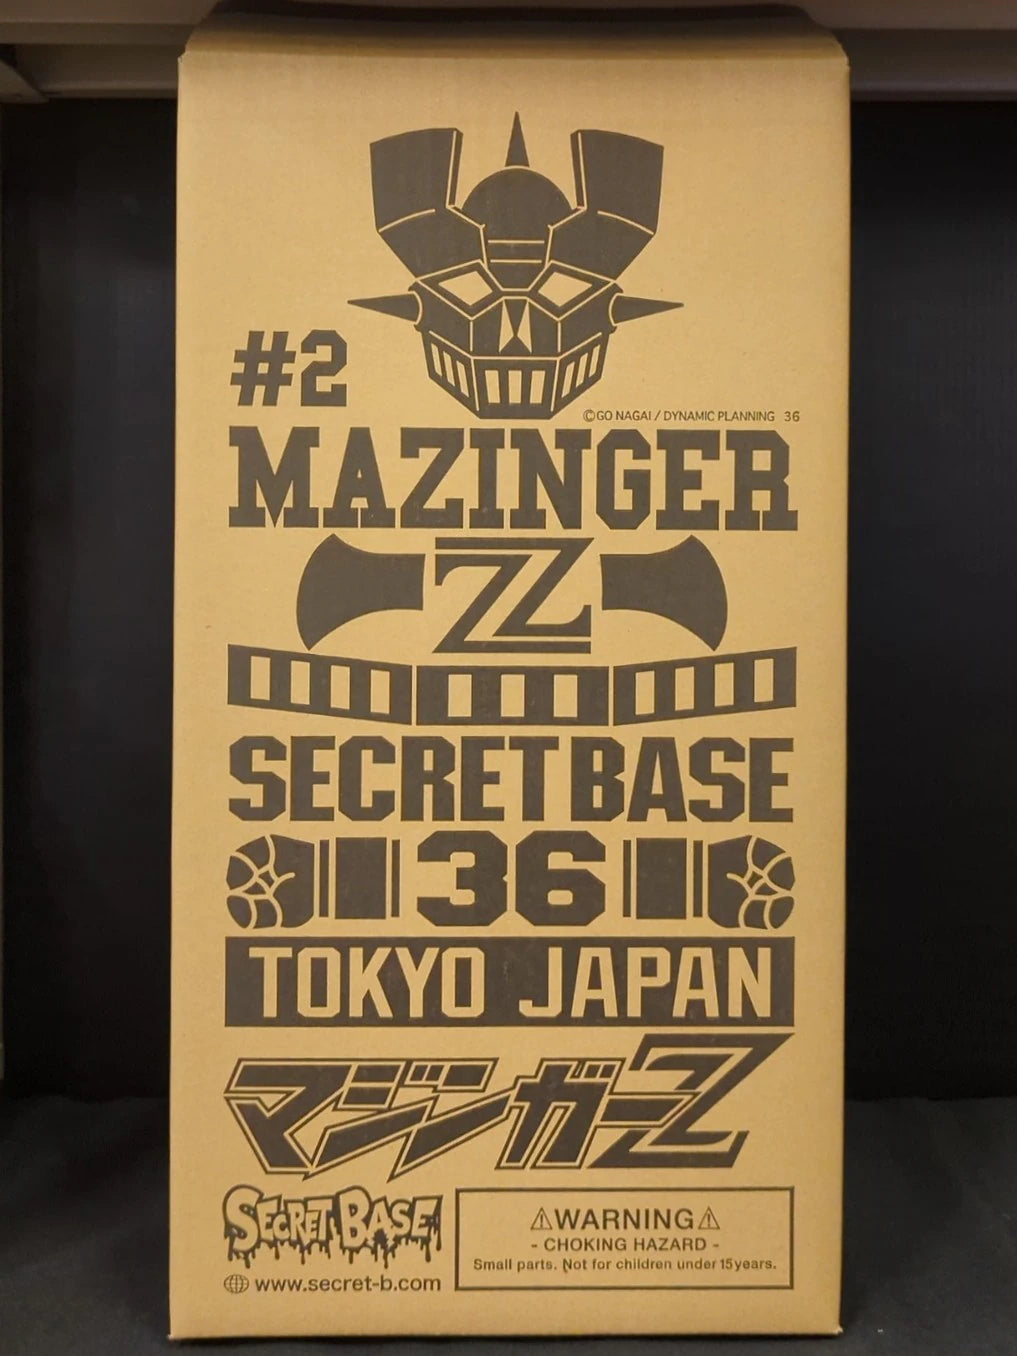 #2
©GO NAGAI / DYNAMIC PLANNING 36
MAZINGER
Z
SECRET BASE
36
TOKYO JAPAN
マジンガーZ
SECRET BASE
www.secret-b.com
⚠WARNING⚠
- CHOKING HAZARD -
Small parts. Not for children under 15years.